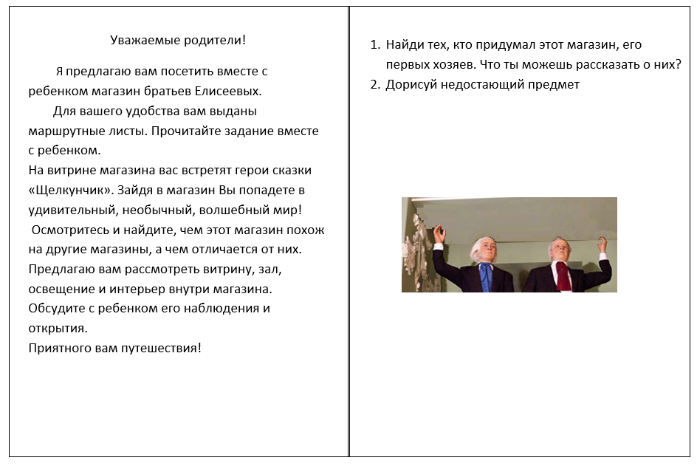 Уважаемые родители!
Я предлагаю вам посетить вместе с
ребенком магазин братьев Елисеевых.
Для вашего удобства вам выданы
маршрутные листы. Прочитайте задание вместе
с ребенком.
На витрине магазина вас встретят герои сказки
«Щелкунчик». Зайдя в магазин Вы попадете в
удивительный, необычный, волшебный мир!
Осмотритесь и найдите, чем этот магазин похож
на другие магазины, а чем отличается от них.
Предлагаю вам рассмотреть витрину, зал,
освещение и интерьер внутри магазина.
Обсудите с ребенком его наблюдения и
открытия.
Приятного вам путешествия!
1. Найди тех, кто придумал этот магазин, его
первых хозяев. Что ты можешь рассказать о них?
2. Дорисуй недостающий предмет